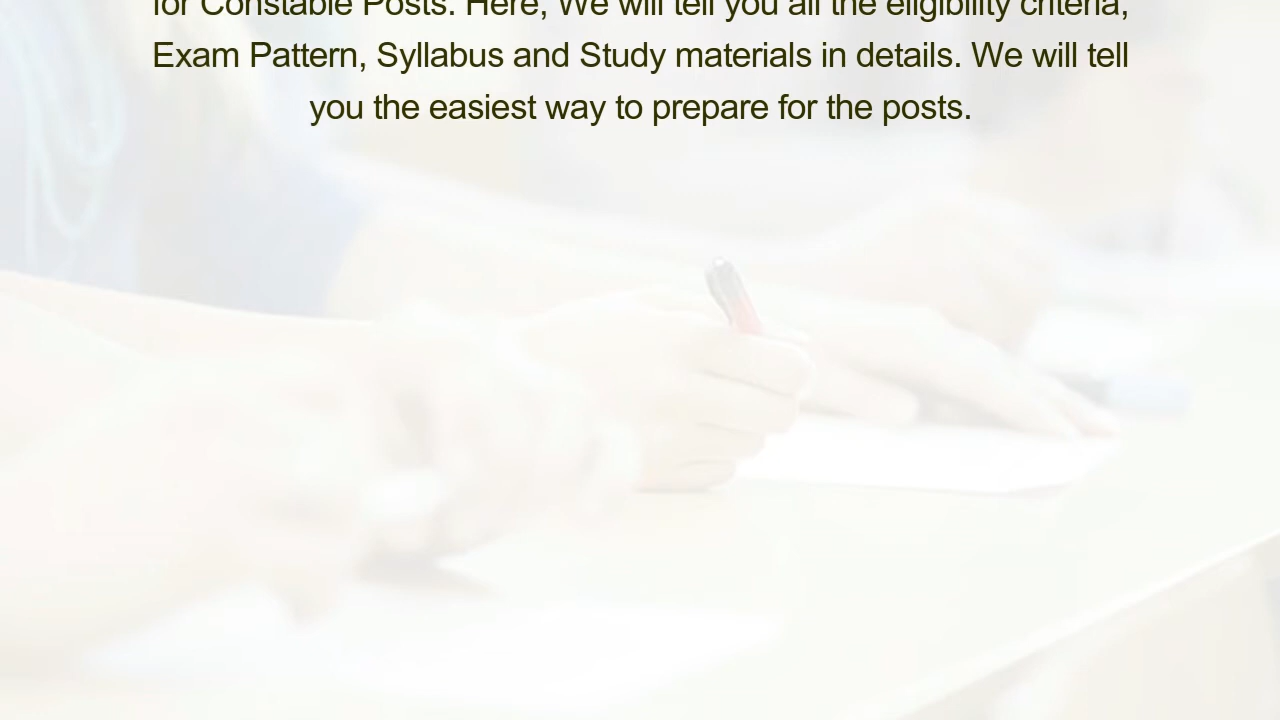 for Constable Posts. Here, We will tell you all the eligibility criteria,
Exam Pattern, Syllabus and Study materials in details. We will tell
you the easiest way to prepare for the posts.